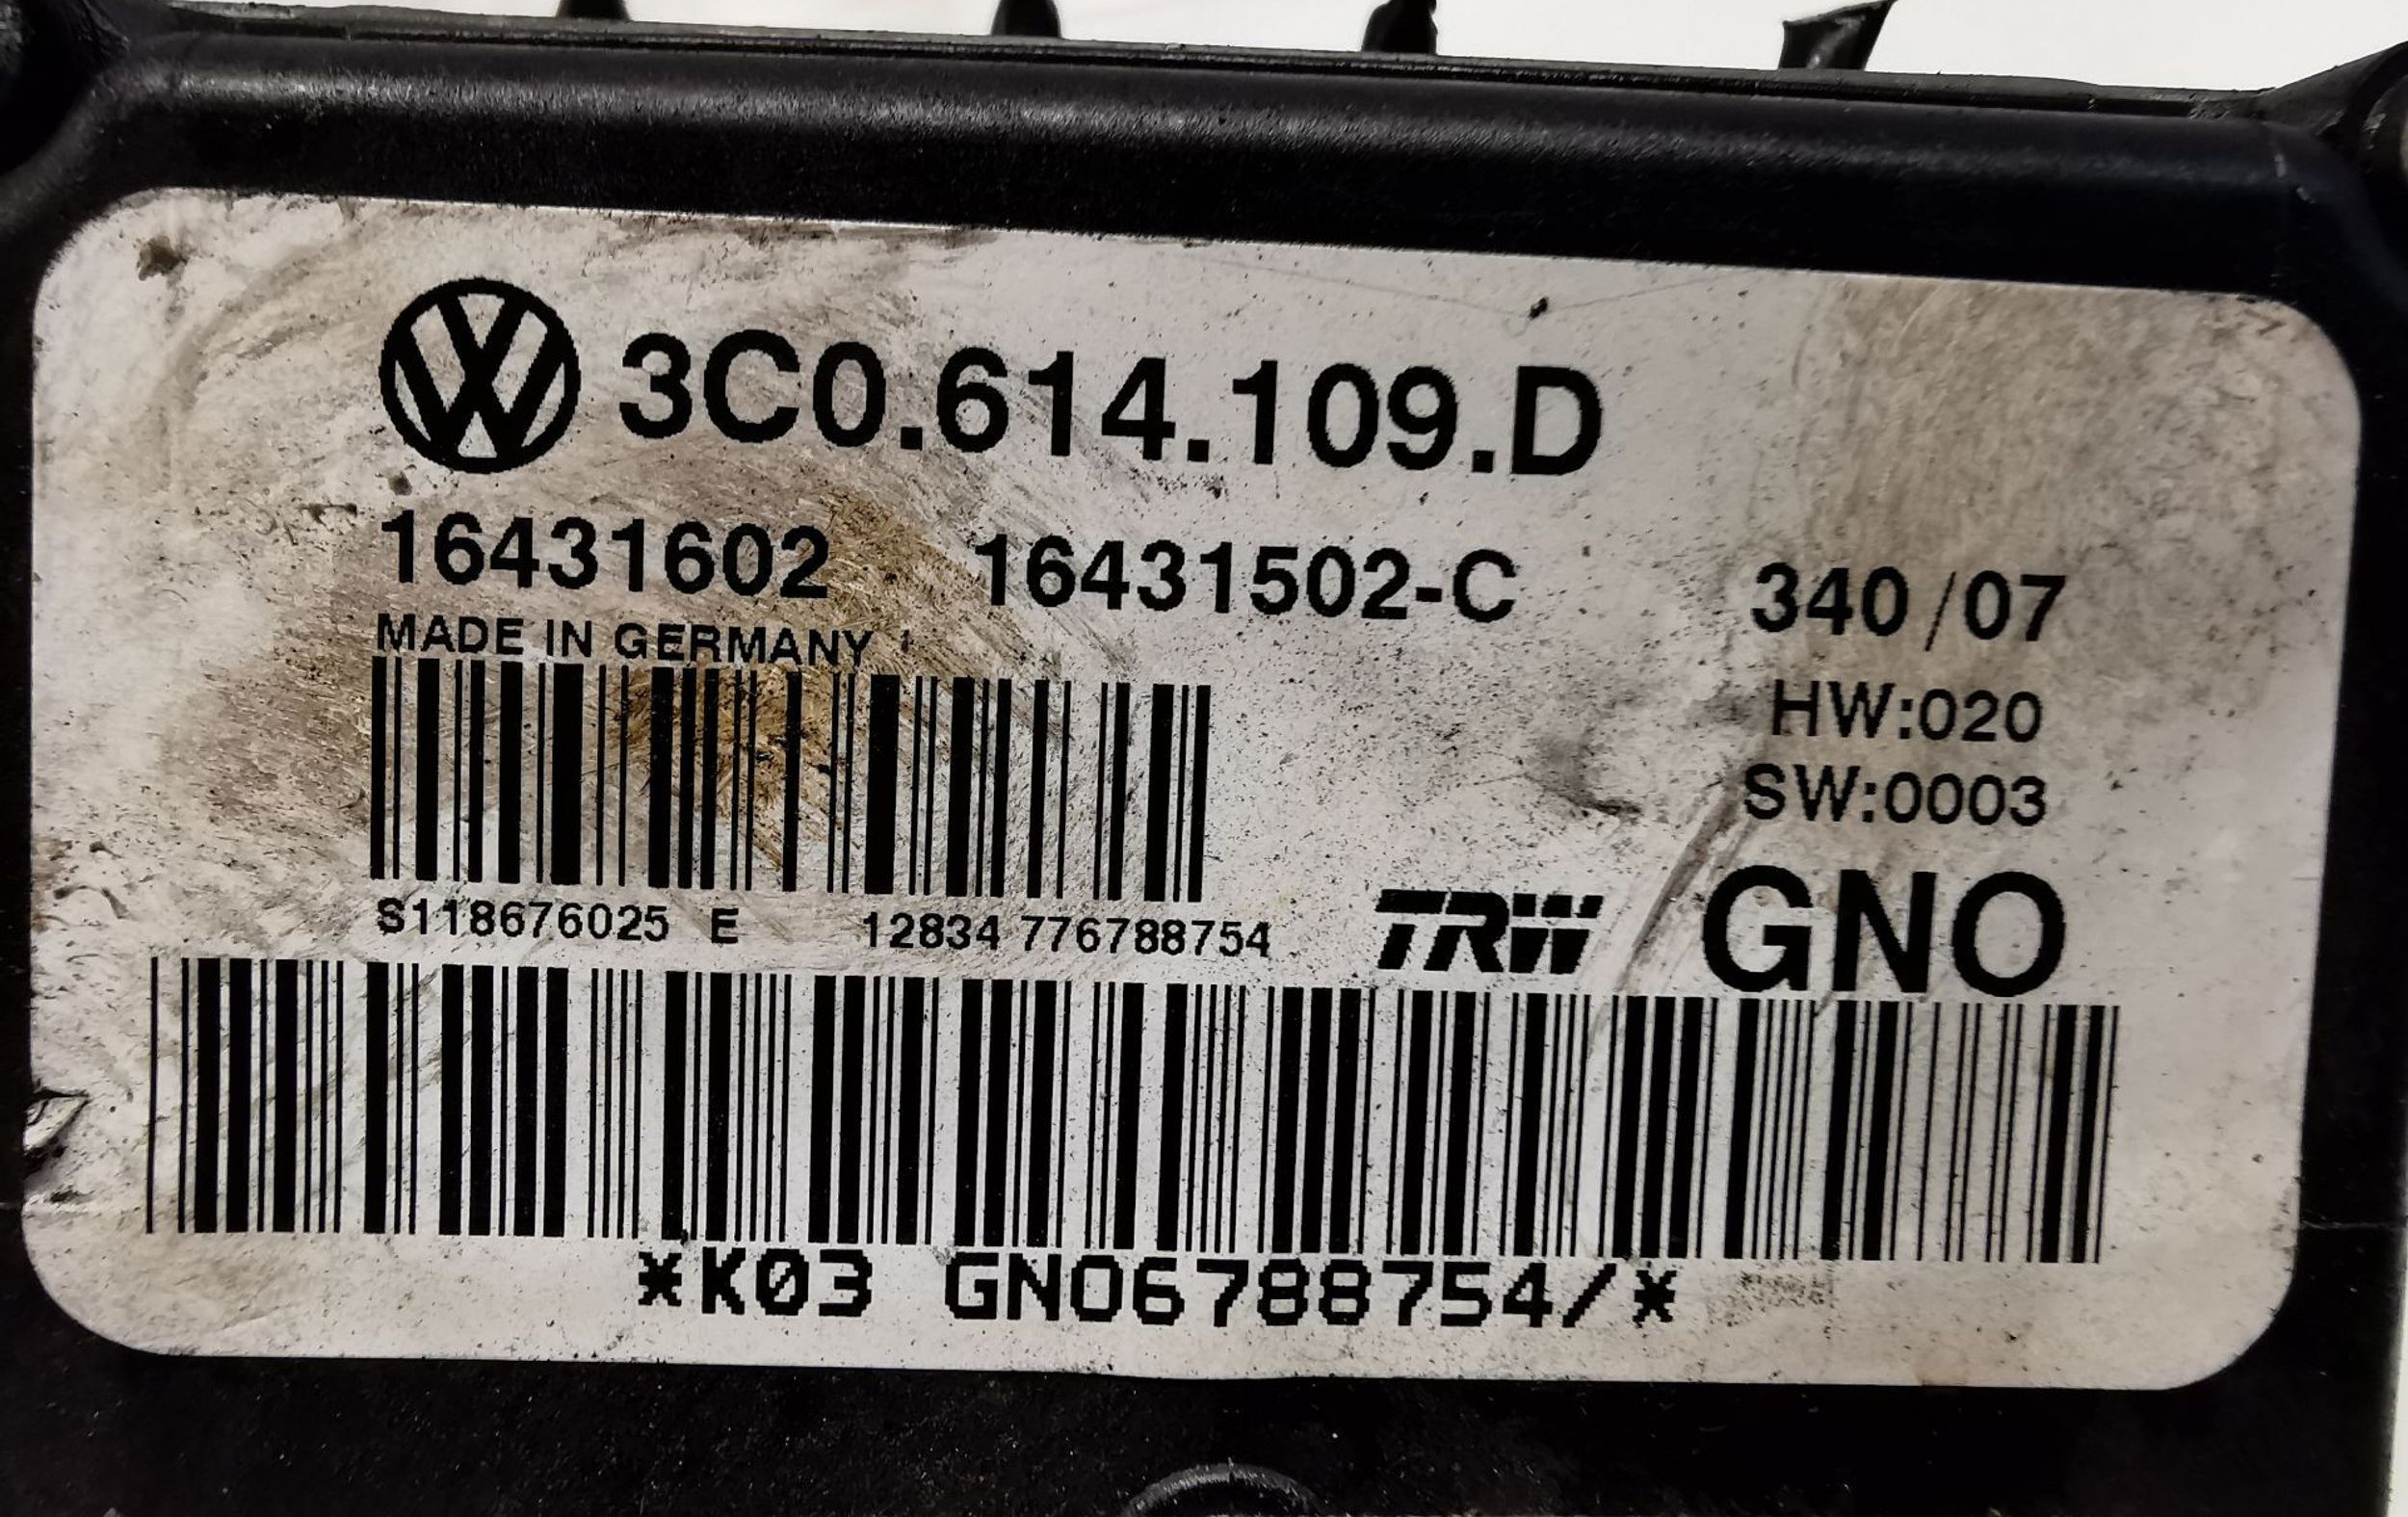 3C0.614.109.D
16431602 16431502-C 340/07
MADE IN GERMANY
HW:020
SW:0003
S118676025 E 12834 776788754 TRW GNO
*K03 GNO6788754/*